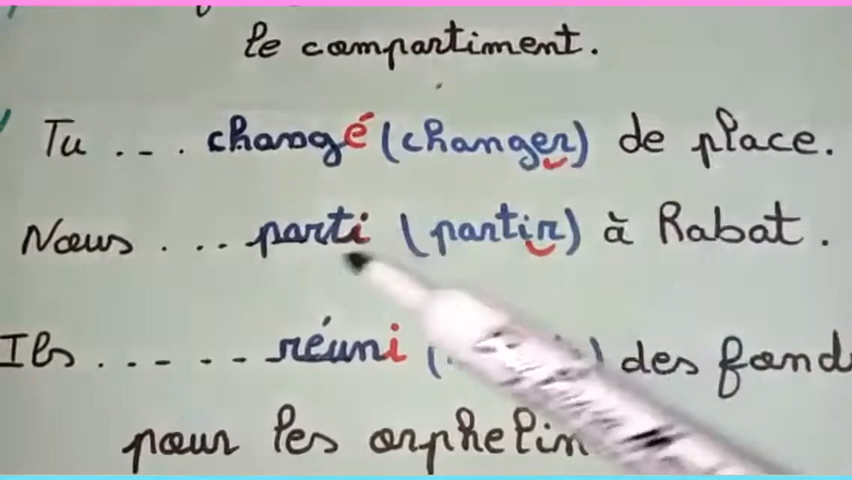 le compartiment.
Tu ... changé (changer) de place.
Nous ... parti (partir) à Rabat.
Ils ..... réuni ( ) des fond
pour les orphelin